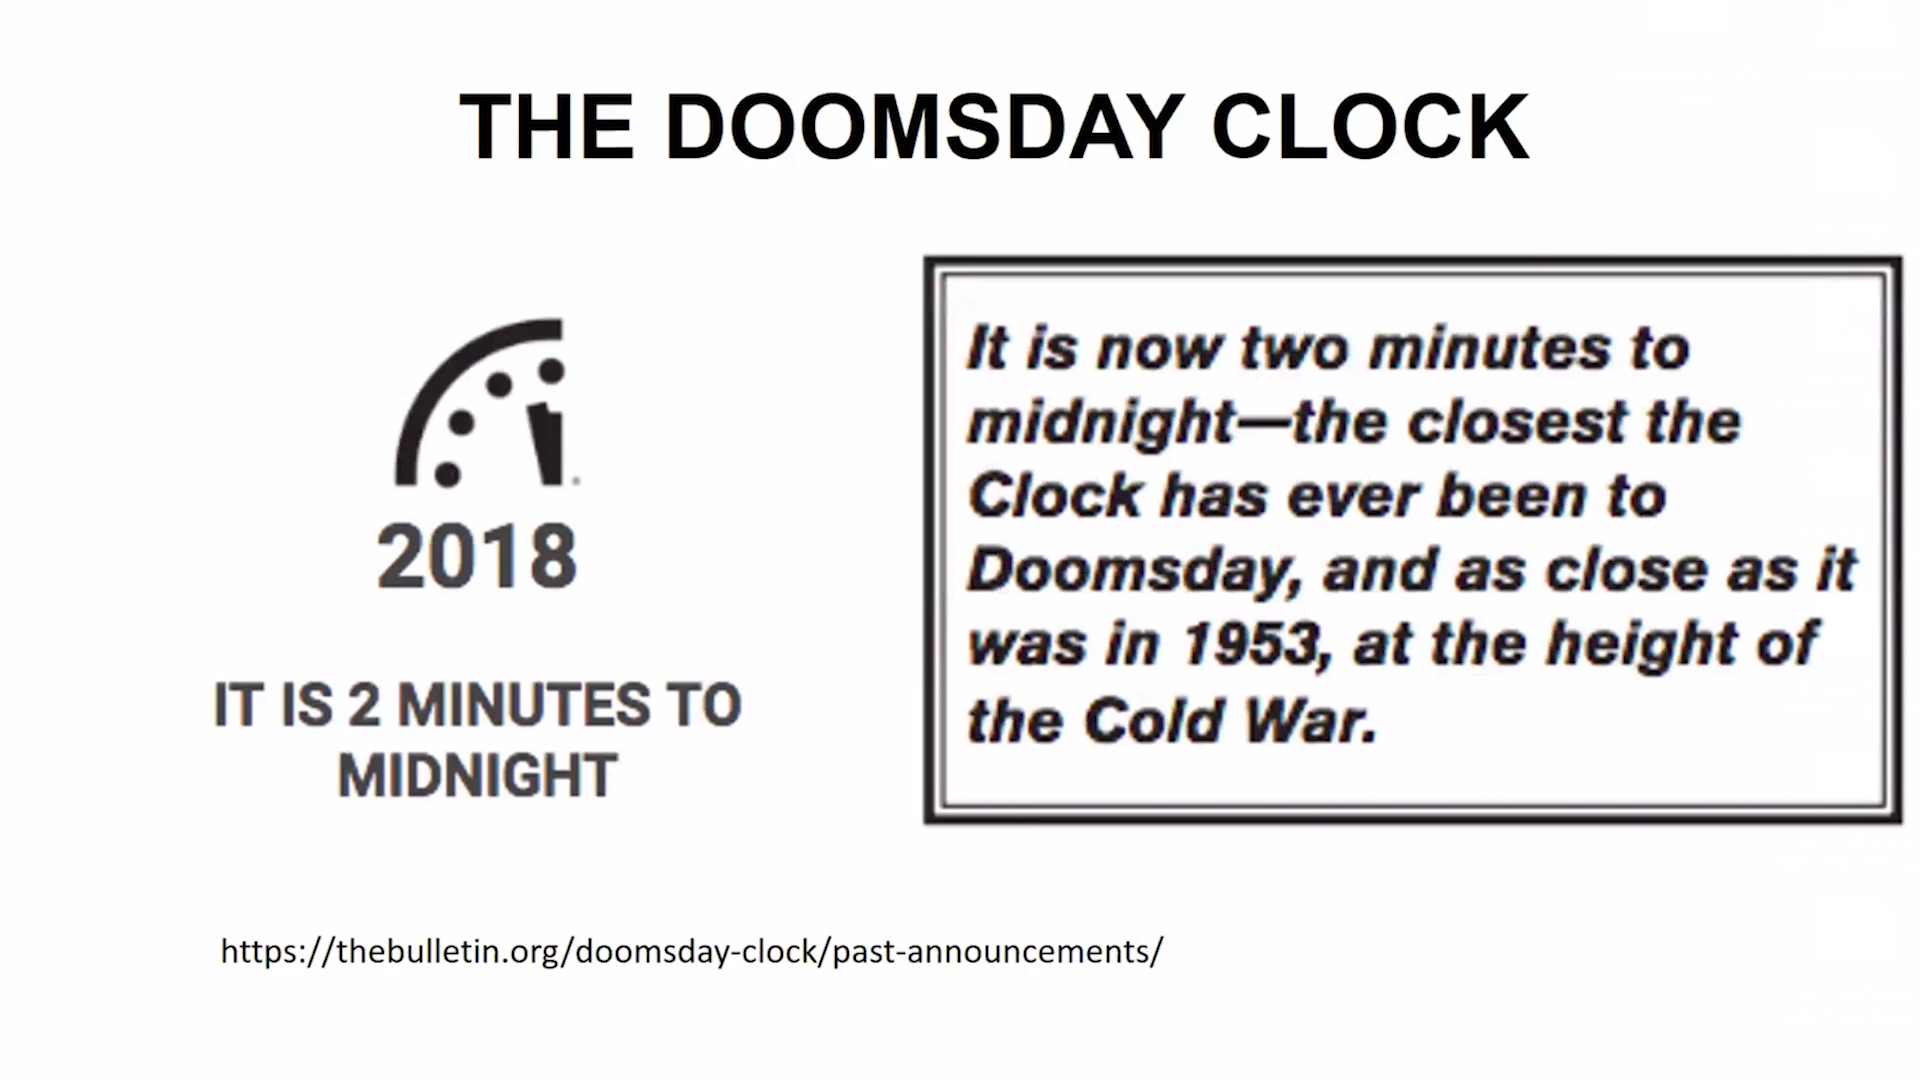 THE DOOMSDAY CLOCK
2018
IT IS 2 MINUTES TO
MIDNIGHT
It is now two minutes to
midnight—the closest the
Clock has ever been to
Doomsday, and as close as it
was in 1953, at the height of
the Cold War.
https://thebulletin.org/doomsday-clock/past-announcements/